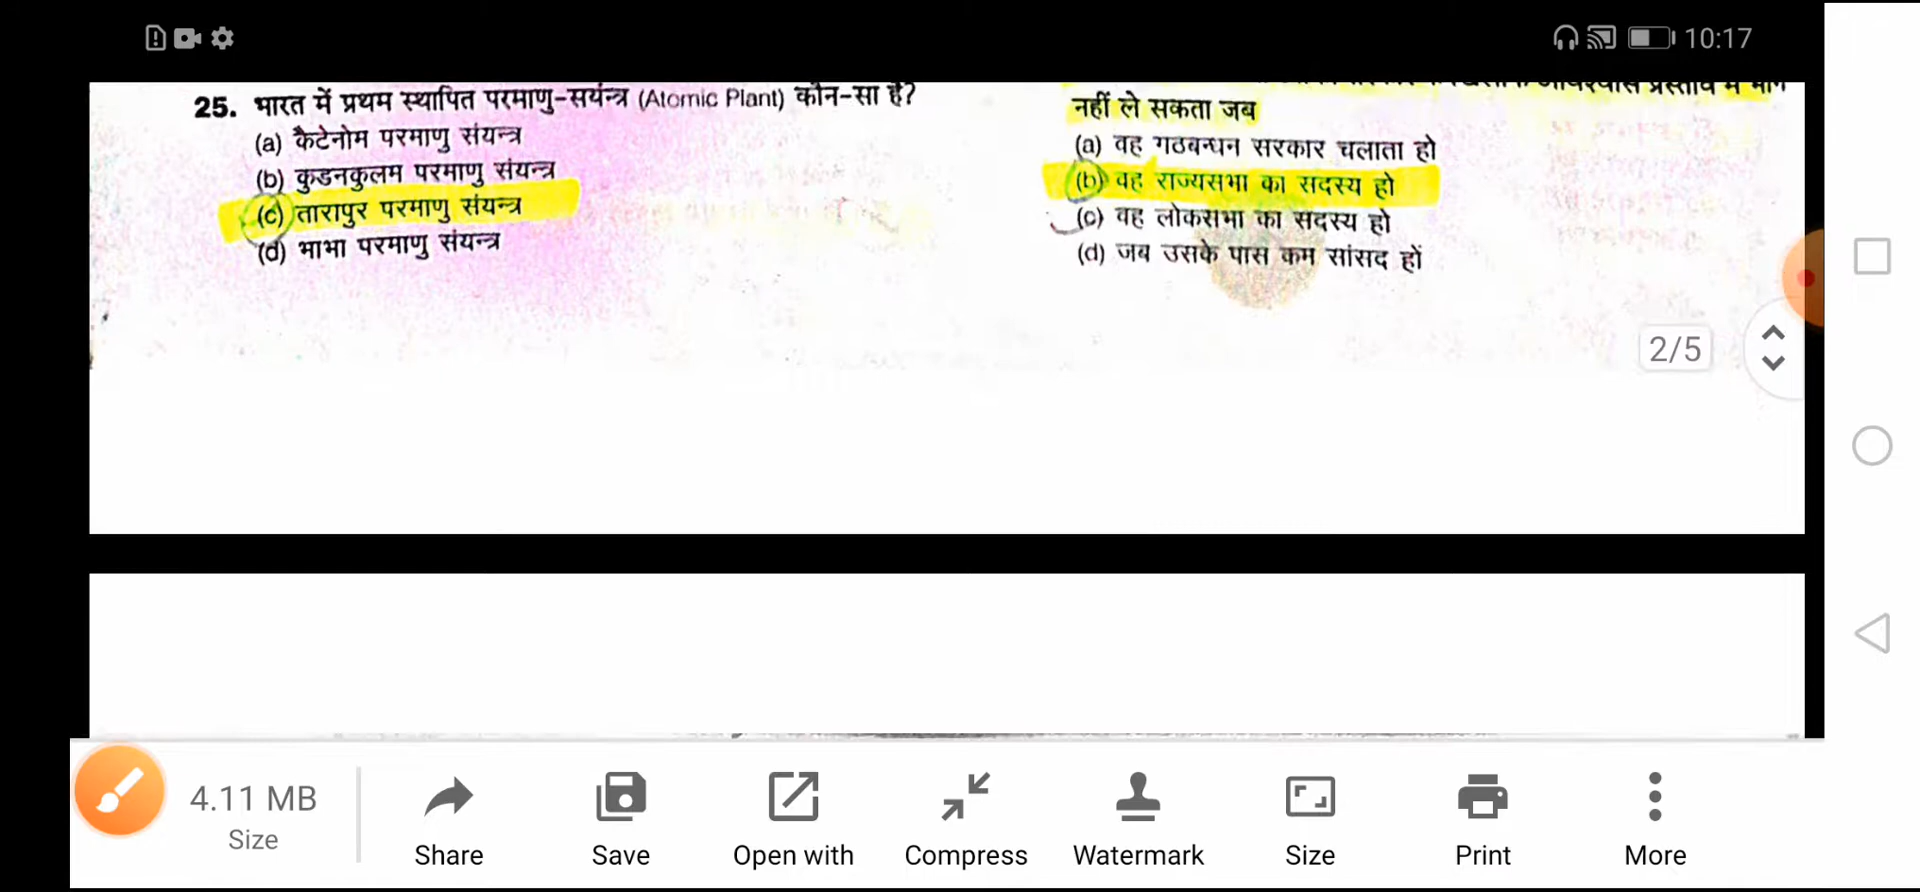 10:17
25. भारत में प्रथम स्थापित परमाणु-सयंन्त्र (Atomic Plant) कौन-सा है?
(a) कैटेनोम परमाणु संयन्त्र
(b) कुडनकुलम परमाणु संयन्त्र
(c) तारापुर परमाणु संयन्त्र
(d) भाभा परमाणु संयन्त्र
अविश्वास प्रस्ताव में भाग
नहीं ले सकता जब
(a) वह गठबन्धन सरकार चलाता हो
(b) वह राज्यसभा का सदस्य हो
(c) वह लोकसभा का सदस्य हो
(d) जब उसके पास कम सांसद हों
2/5
4.11 MB
Size
Share
Save
Open with
Compress
Watermark
Size
Print
More